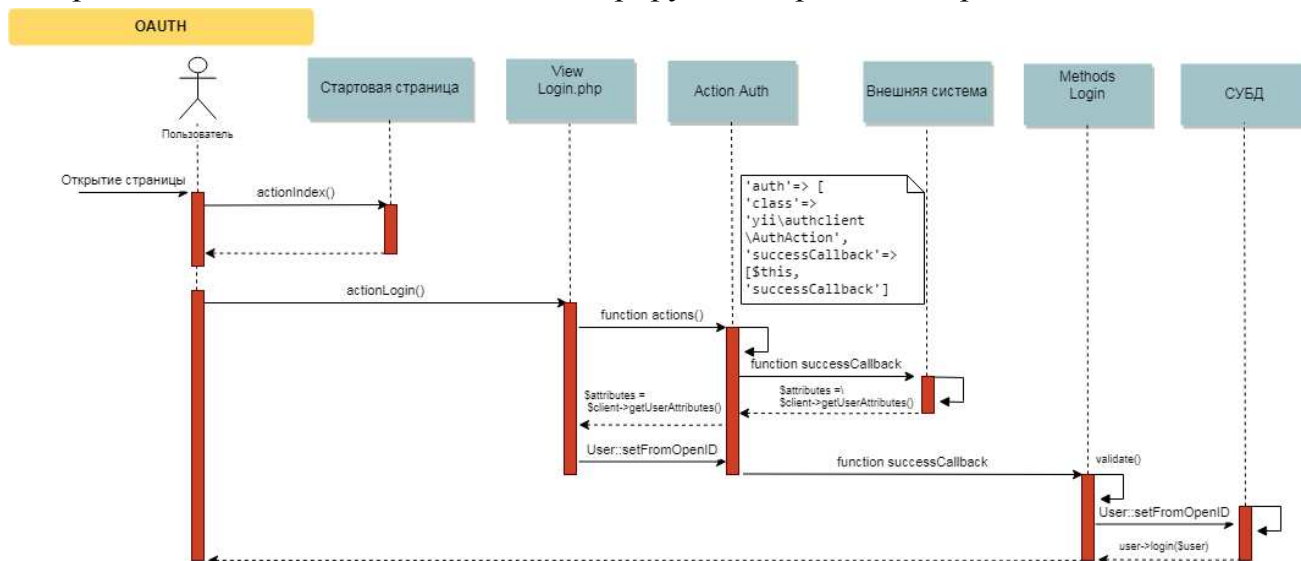 OAUTH
Пользователь
Стартовая страница
View
Login.php
Action Auth
Внешняя система
Methods
Login
СУБД
Открытие страницы
actionIndex()
'auth'=> [
'class'=>
'yii\authclient
\AuthAction',
'successCallback'=>
[$this,
'successCallback']
actionLogin()
function actions()
function successCallback
$attributes =
$client->getUserAttributes()
$attributes =\
$client->getUserAttributes()
User::setFromOpenID
function successCallback
validate()
User::setFromOpenID
user->login($user)